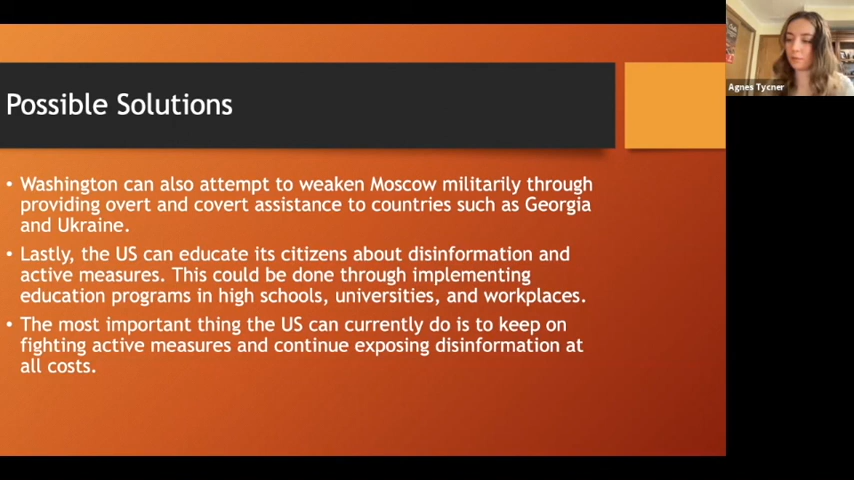 Agnes Tycner
Possible Solutions
• Washington can also attempt to weaken Moscow militarily through
providing overt and covert assistance to countries such as Georgia
and Ukraine.
• Lastly, the US can educate its citizens about disinformation and
active measures. This could be done through implementing
education programs in high schools, universities, and workplaces.
• The most important thing the US can currently do is to keep on
fighting active measures and continue exposing disinformation at
all costs.